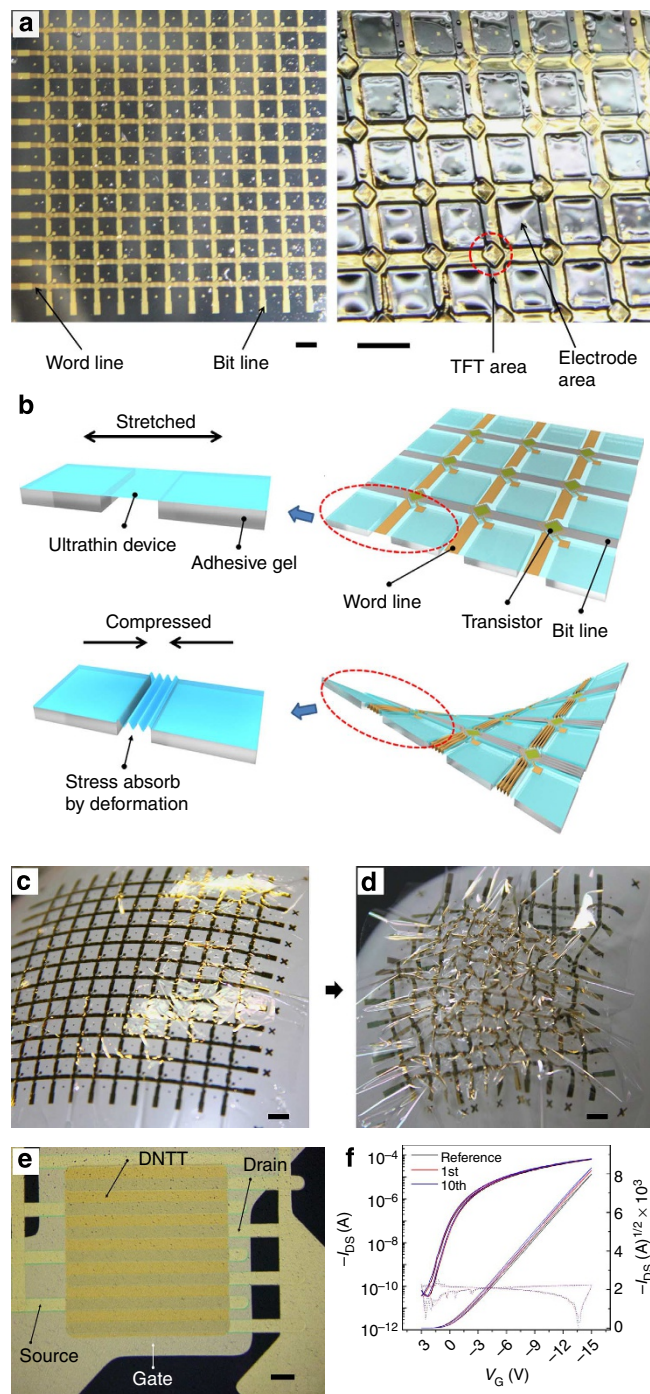 a
Word line
Bit line
TFT area
Electrode
area
b
Stretched
Ultrathin device
Adhesive gel
Word line
Transistor
Bit line
Compressed
Stress absorb
by deformation
c
d
e
DNTT
Drain
Source
Gate
f
Reference
1st
10th
10⁻⁴
10⁻⁶
10⁻⁸
10⁻¹⁰
10⁻¹²
−I_DS (A)
8
6
4
2
0
−I_DS (A)^1/2 × 10³
3
0
−3
−6
−9
−12
−15
V_G (V)